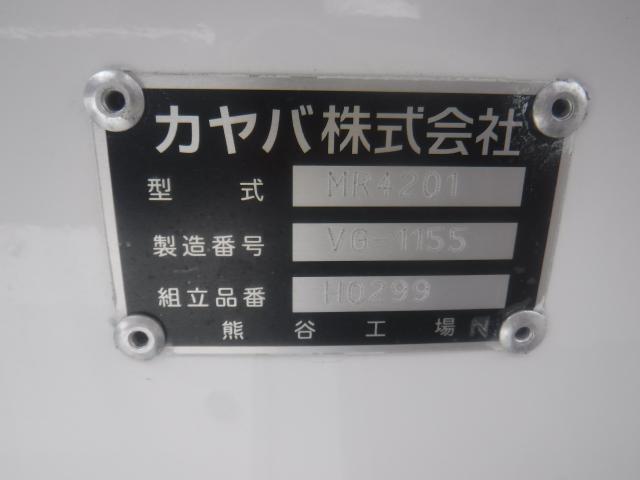 カヤバ株式会社
型式 MR4201
製造番号 VG-1155
組立品番 H0299
熊谷工場